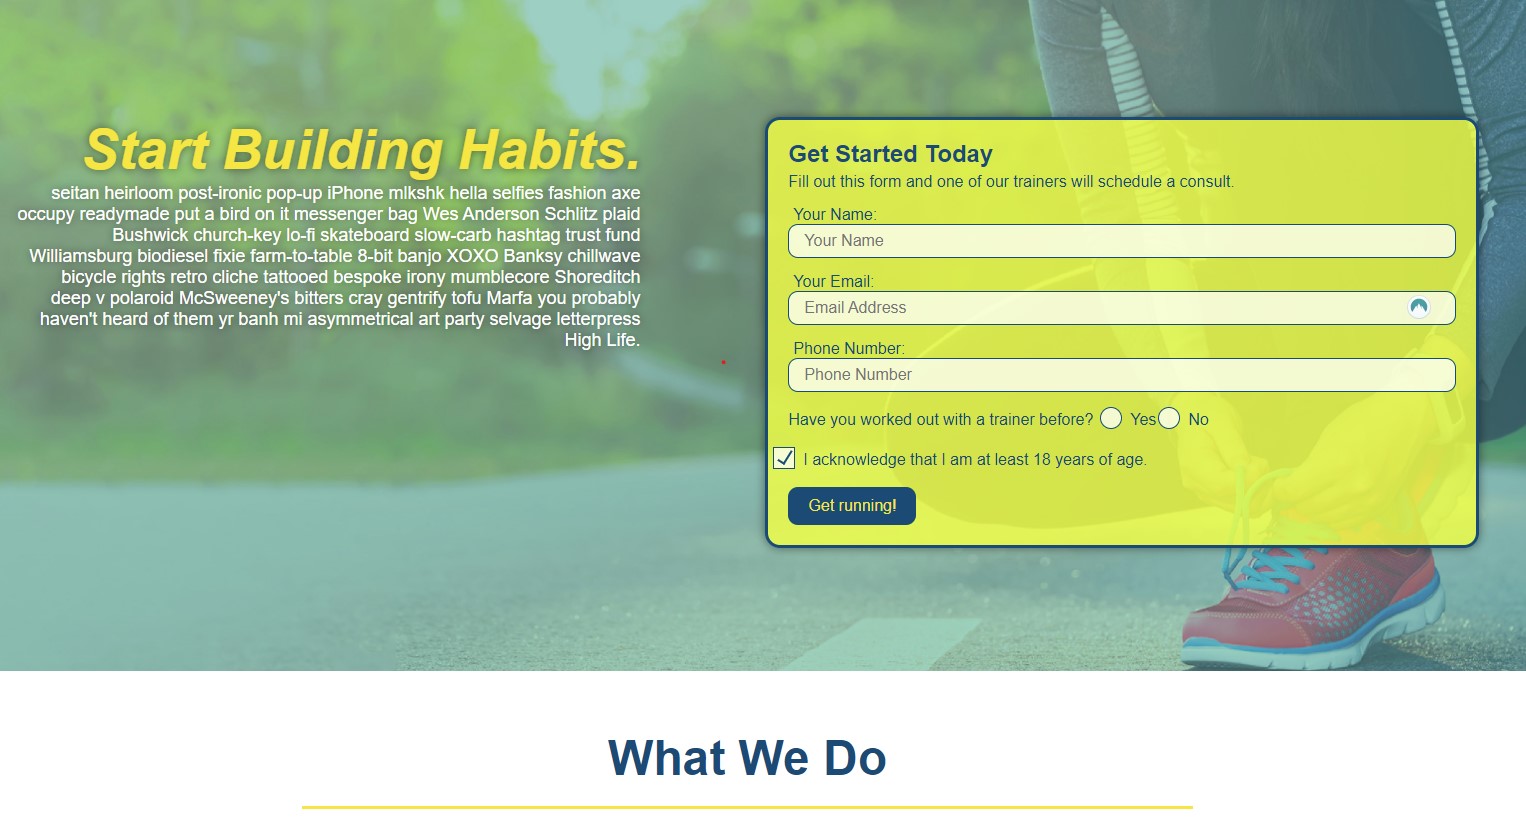 Start Building Habits.
seitan heirloom post-ironic pop-up iPhone mlkshk hella selfies fashion axe
occupy readymade put a bird on it messenger bag Wes Anderson Schlitz plaid
Bushwick church-key lo-fi skateboard slow-carb hashtag trust fund
Williamsburg biodiesel fixie farm-to-table 8-bit banjo XOXO Banksy chillwave
bicycle rights retro cliche tattooed bespoke irony mumblecore Shoreditch
deep v polaroid McSweeney's bitters cray gentrify tofu Marfa you probably
haven't heard of them yr banh mi asymmetrical art party selvage letterpress
High Life.
Get Started Today
Fill out this form and one of our trainers will schedule a consult.
Your Name:
Your Name
Your Email:
Email Address
Phone Number:
Phone Number
Have you worked out with a trainer before? Yes No
I acknowledge that I am at least 18 years of age.
Get running!
What We Do